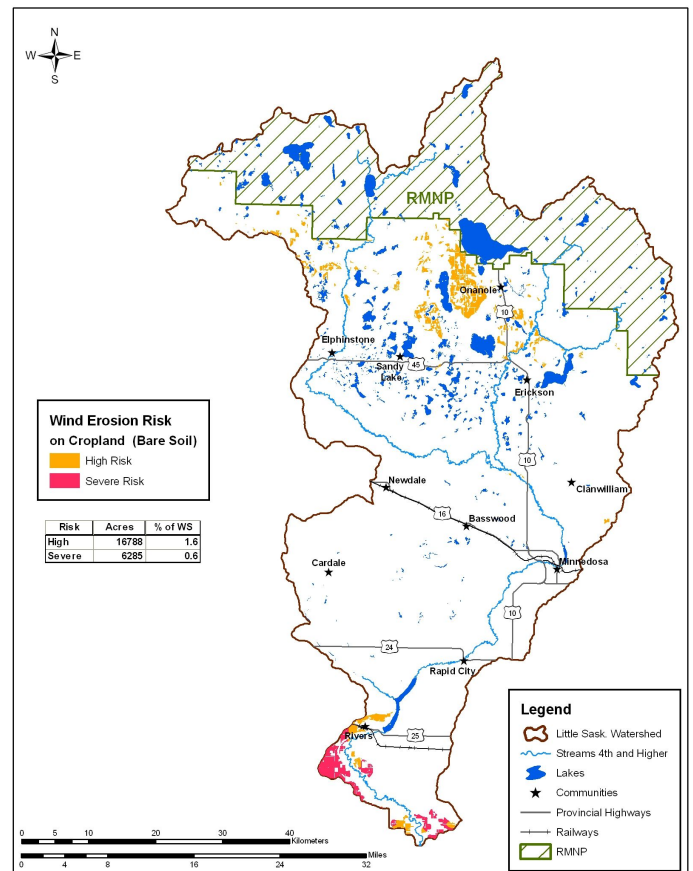 N
W E
S
RMNP
Onanole
10
Elphinstone
Sandy
Lake
45
Erickson
Wind Erosion Risk
on Cropland (Bare Soil)
High Risk
Severe Risk
10
Newdale
Clanwilliam
16
Basswood
Risk Acres % of WS
High 16788 1.6
Severe 6285 0.6
Cardale
Minnedosa
10
24
Rapid City
Rivers
25
Legend
Little Sask. Watershed
Streams 4th and Higher
Lakes
Communities
Provincial Highways
Railways
RMNP
0 5 10 20 30 40
Kilometers
0 4 8 16 24 32
Miles